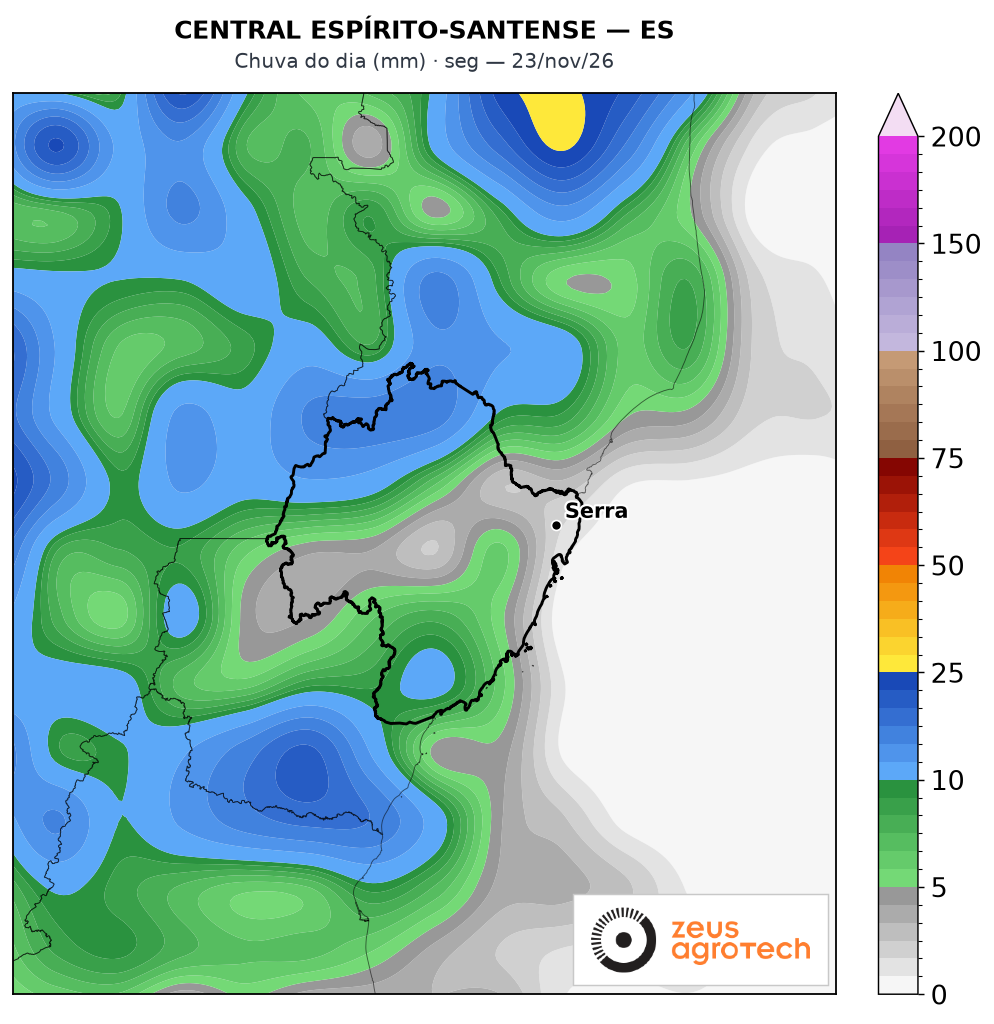 CENTRAL ESPÍRITO-SANTENSE — ES
Chuva do dia (mm) · seg — 23/nov/26
200
150
100
75
50
25
10
5
0
Serra
zeus
agrotech